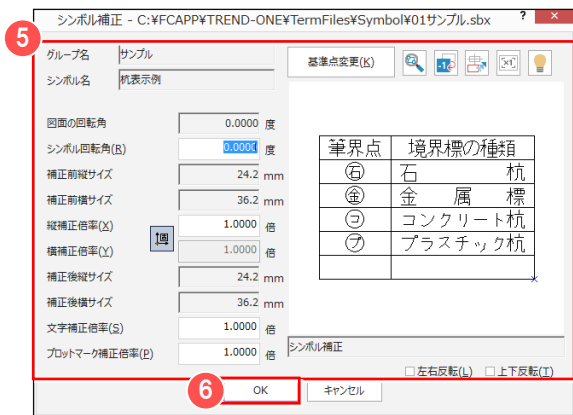 シンボル補正 - C:¥FCAPP¥TREND-ONE¥TermFiles¥Symbol¥01サンプル.sbx ? ×
5
グループ名 サンプル
シンボル名 杭表示例
基準点変更(K)
図面の回転角 0.0000 度
シンボル回転角(R) 0.0000 度
補正前縦サイズ 24.2 mm
補正前横サイズ 36.2 mm
縦補正倍率(X) 1.0000 倍
横補正倍率(Y) 1.0000 倍
補正後縦サイズ 24.2 mm
補正後横サイズ 36.2 mm
文字補正倍率(S) 1.0000 倍
プロットマーク補正倍率(P) 1.0000 倍
筆界点 境界標の種類
㊎石 石 杭
㊎ 金 属 標
㋵ コンクリート杭
㋫ プラスチック杭
シンボル補正
左右反転(L) 上下反転(T)
6
OK キャンセル